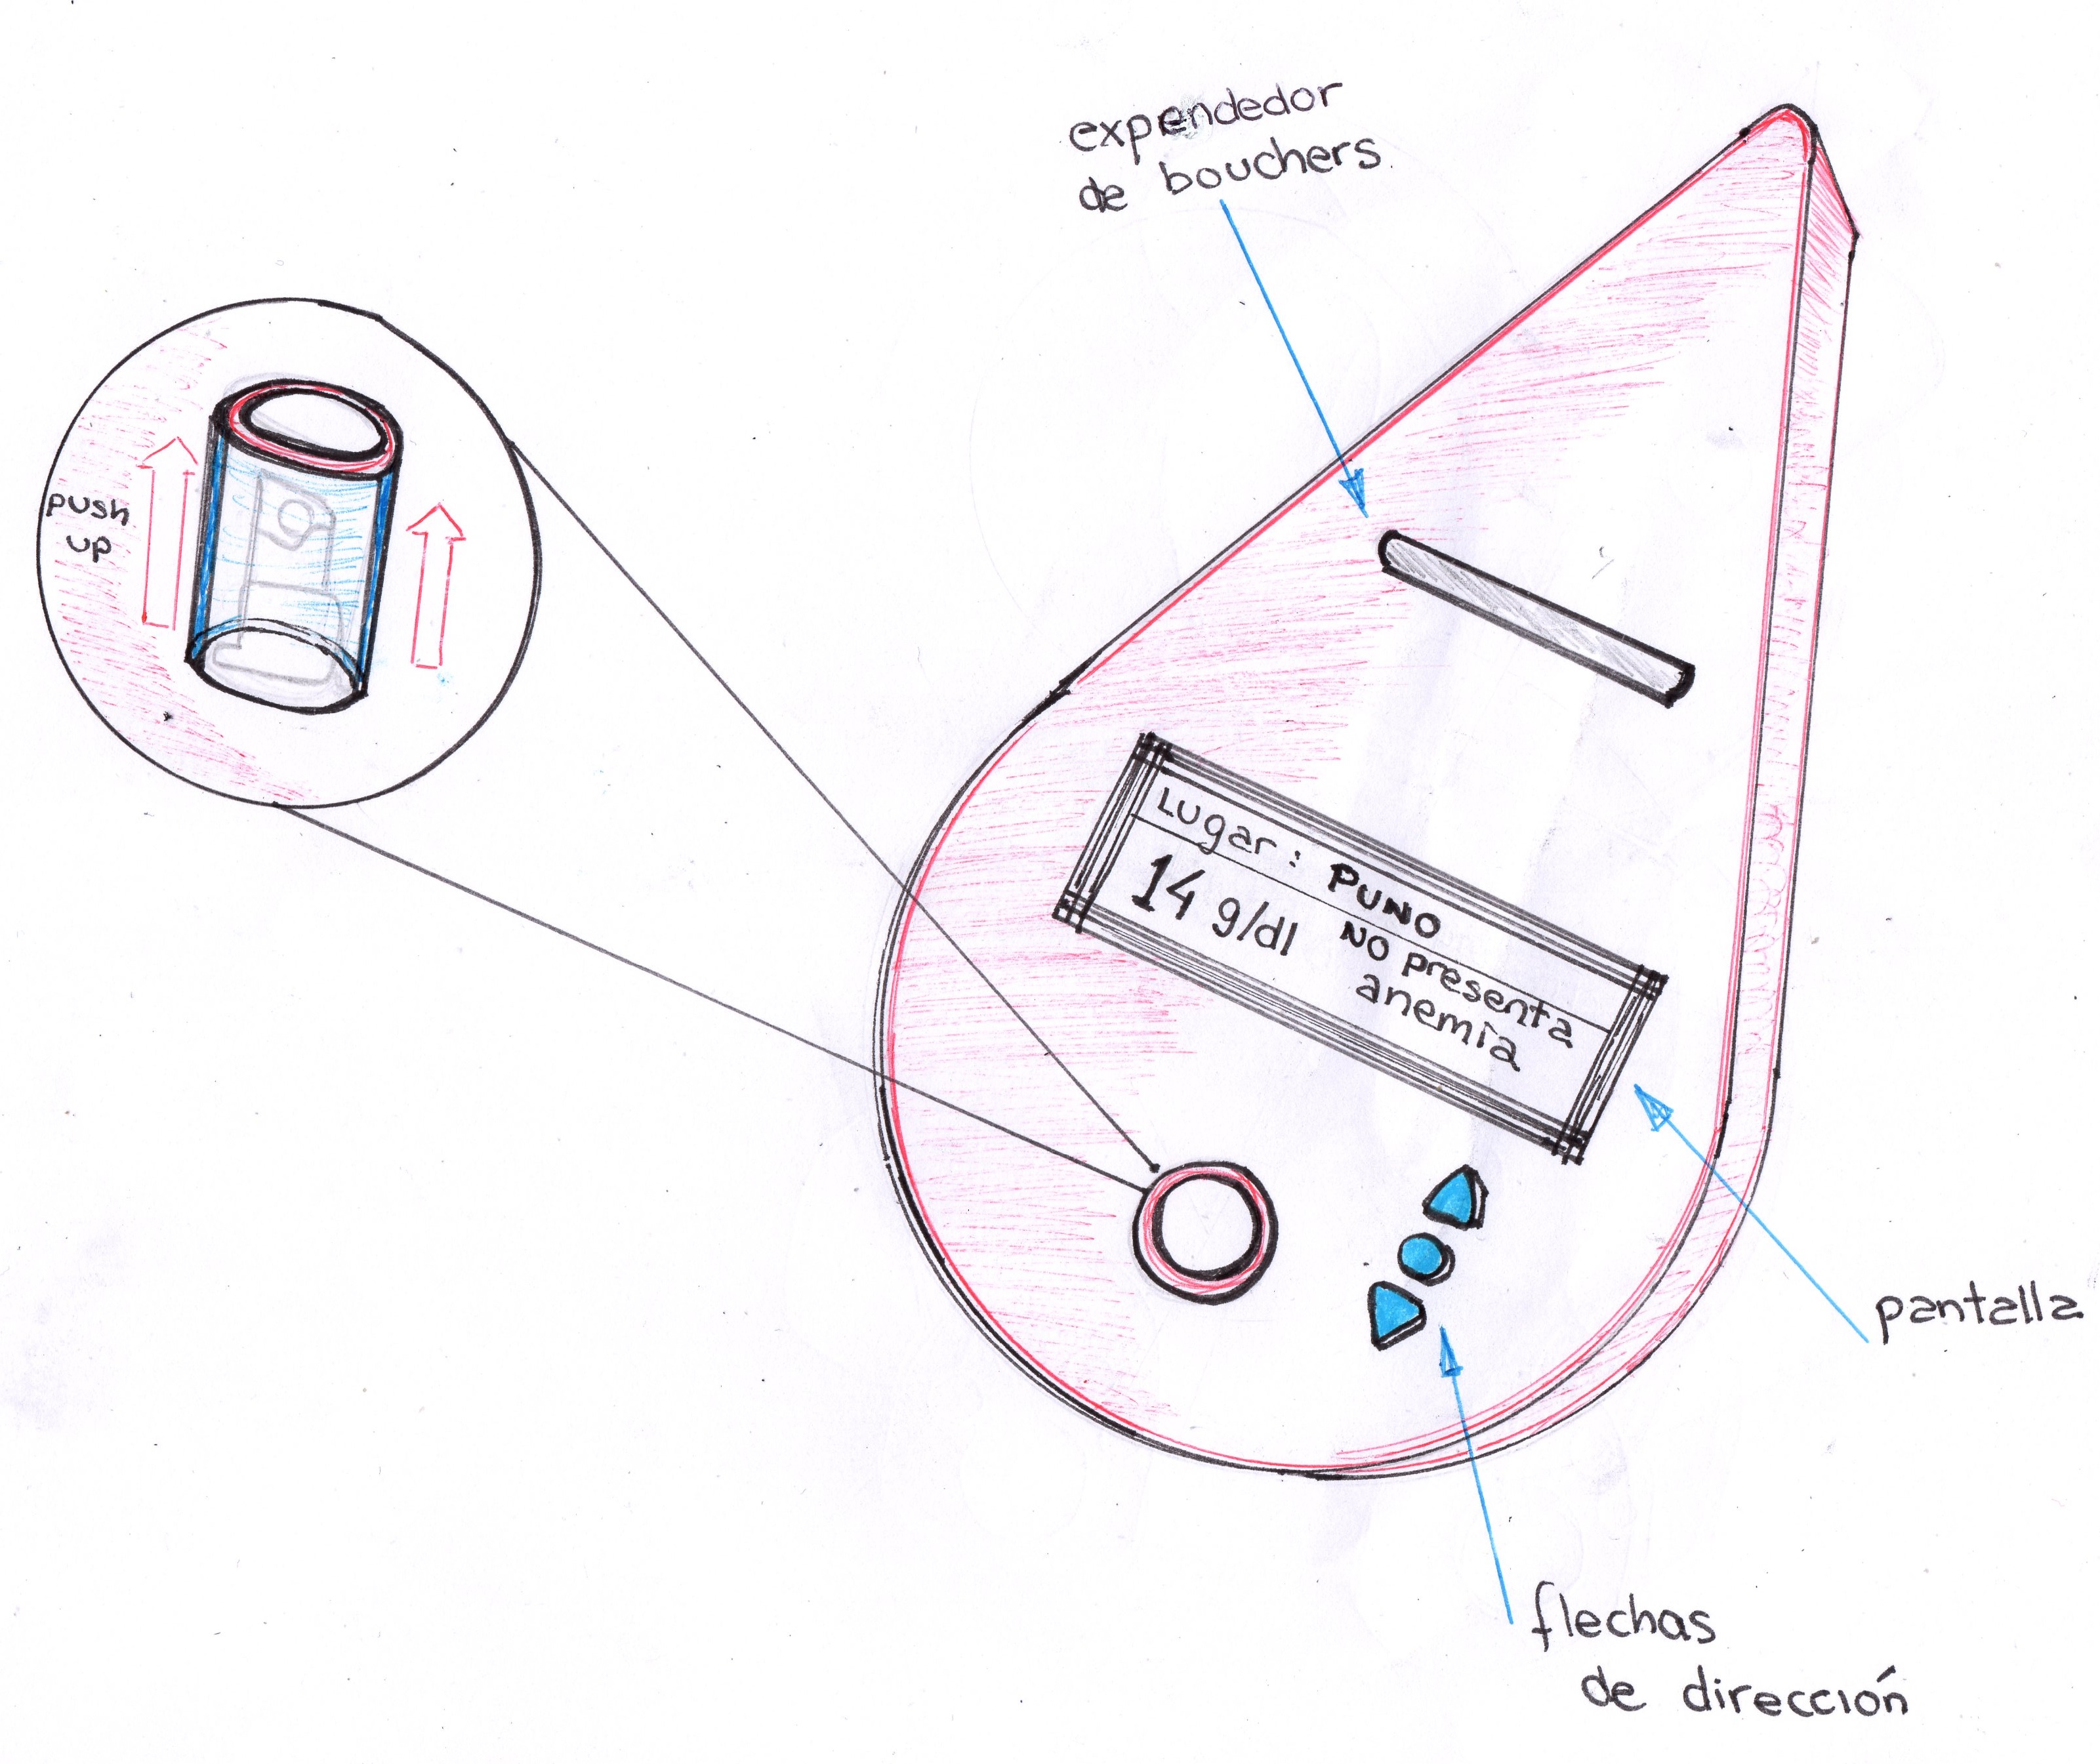 expendedor
de bouchers.
push
up
Lugar: PUNO
14 g/dl NO presenta
anemia
pantalla
flechas
de dirección